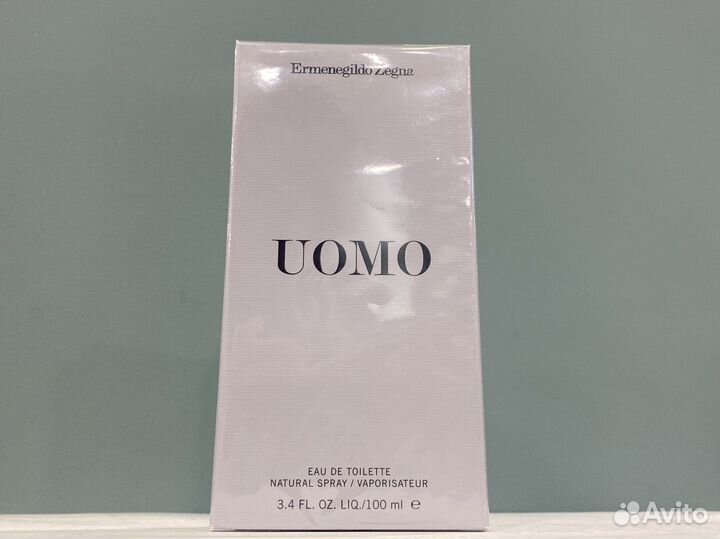 Ermenegildo Zegna
UOMO
EAU DE TOILETTE
NATURAL SPRAY / VAPORISATEUR
3.4 FL. OZ. LIQ./100 ml ℮
Avito